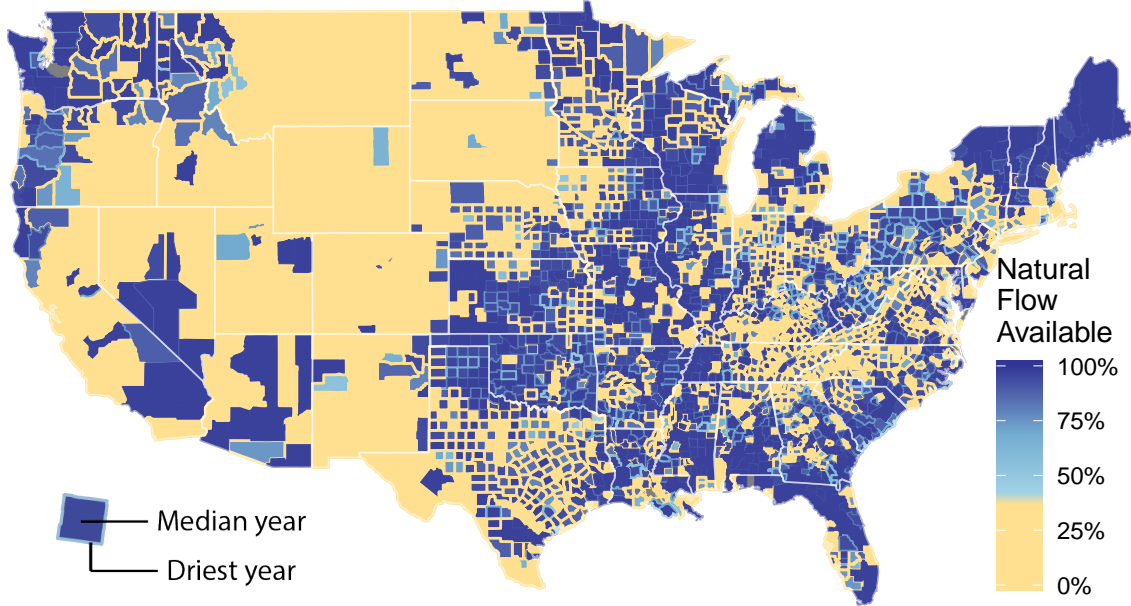 Natural
Flow
Available
100%
75%
50%
25%
0%
Median year
Driest year